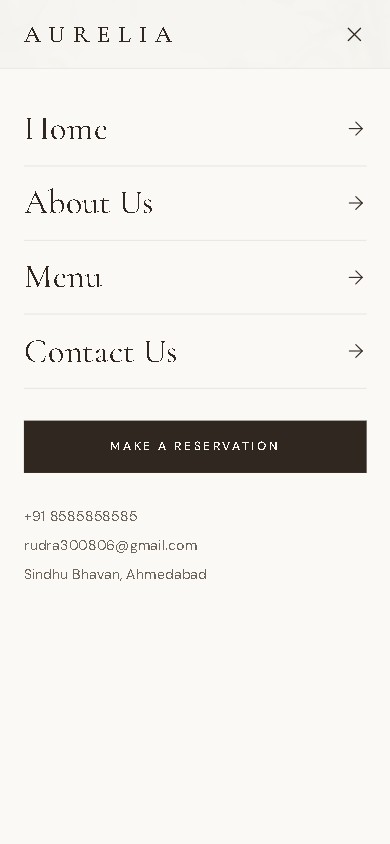 AURELIA
Home
About Us
Menu
Contact Us
MAKE A RESERVATION
+91 8585858585
rudra300806@gmail.com
Sindhu Bhavan, Ahmedabad